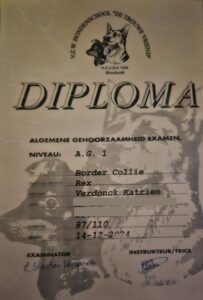 V.Z.W. HONDENSCHOOL "DE TROUWE VRIEND"
DIPLOMA
ALGEMENE GEHOORZAAMHEID EXAMEN.
NIVEAU: A.G. 1
Border Collie
Rex
Verdonck Katrien
87/110
14-12-2024
EXAMINATOR
INSTRUKTEUR/TRICE